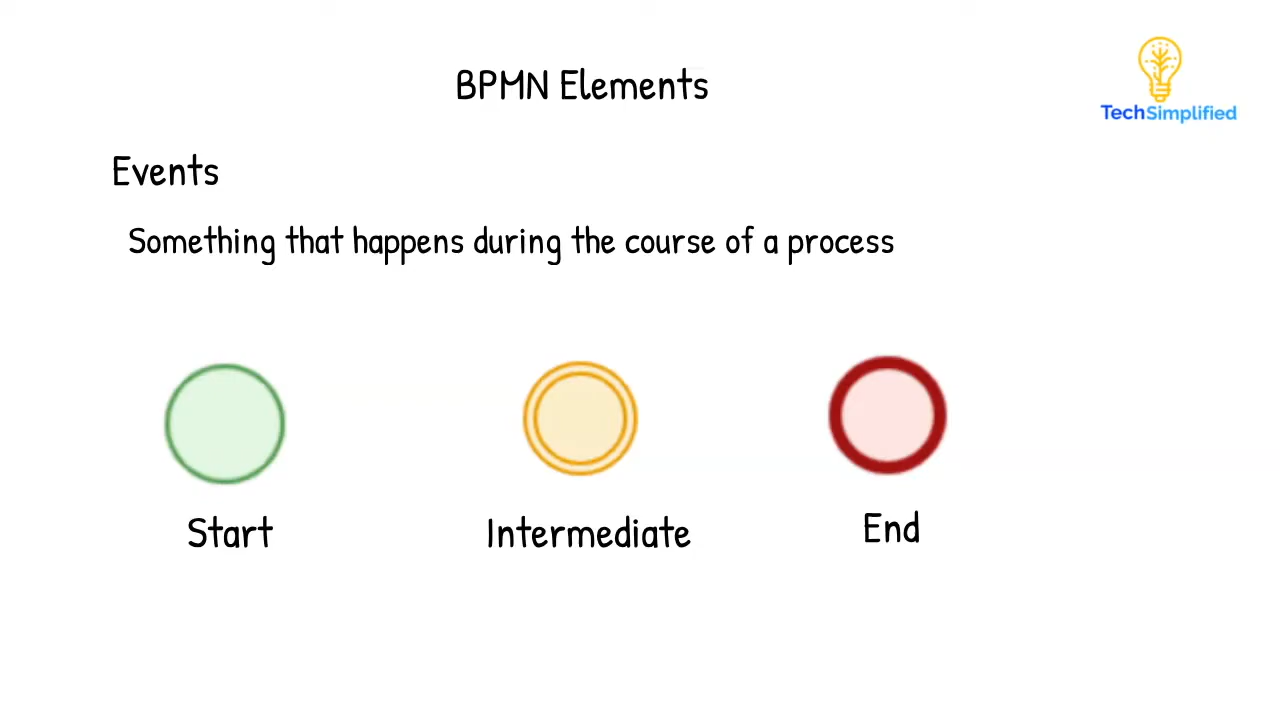 BPMN Elements
TechSimplified
Events
Something that happens during the course of a process
Start
Intermediate
End